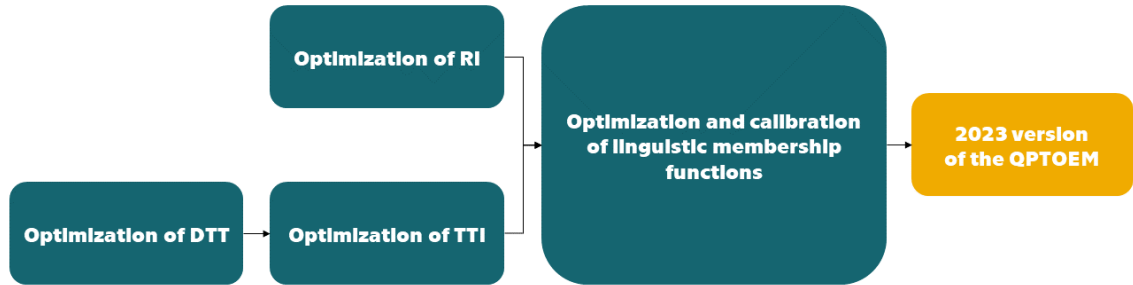 Optimization of RI
Optimization and calibration
of linguistic membership
functions
2023 version
of the QPTOEM
Optimization of DTT
Optimization of TTI